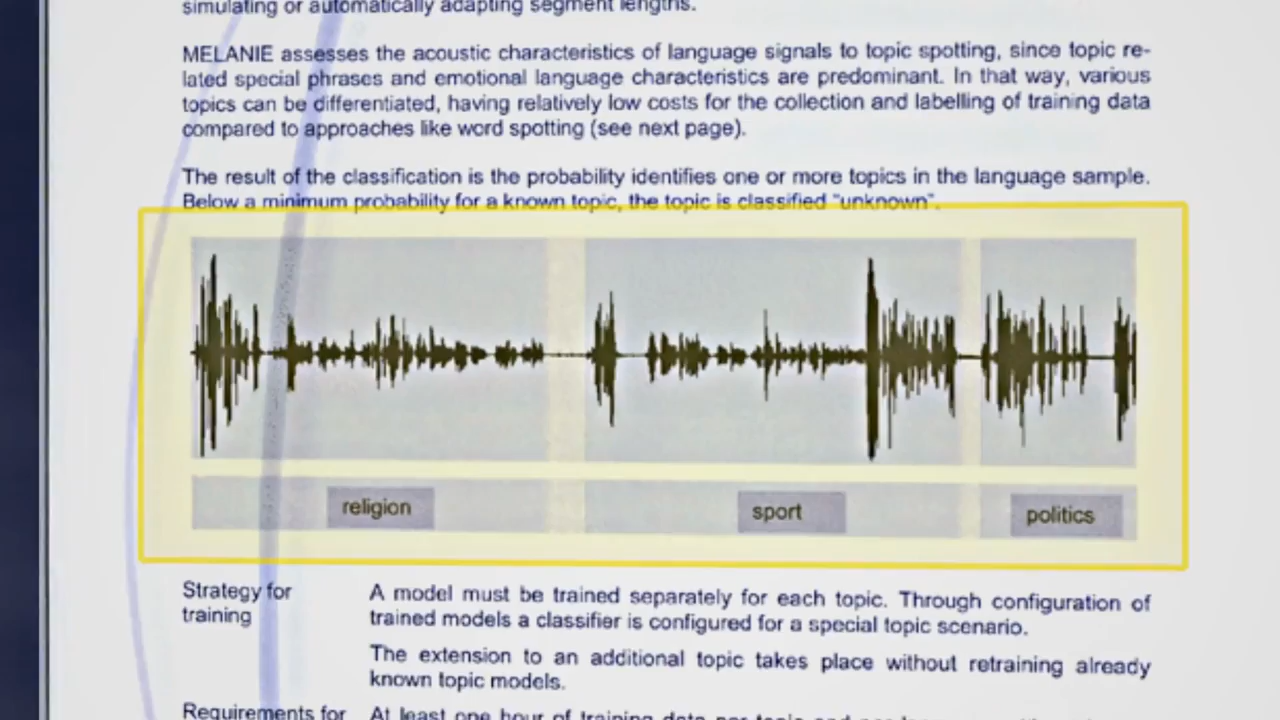 simulating or automatically adapting segment lengths.
MELANIE assesses the acoustic characteristics of language signals to topic spotting, since topic re-
lated special phrases and emotional language characteristics are predominant. In that way, various
topics can be differentiated, having relatively low costs for the collection and labelling of training data
compared to approaches like word spotting (see next page).
The result of the classification is the probability identifies one or more topics in the language sample.
Below a minimum probability for a known topic, the topic is classified "unknown".
religion sport politics
Strategy for training
A model must be trained separately for each topic. Through configuration of
trained models a classifier is configured for a special topic scenario.
The extension to an additional topic takes place without retraining already
known topic models.
Requirements for At least one hour of training data per topic and